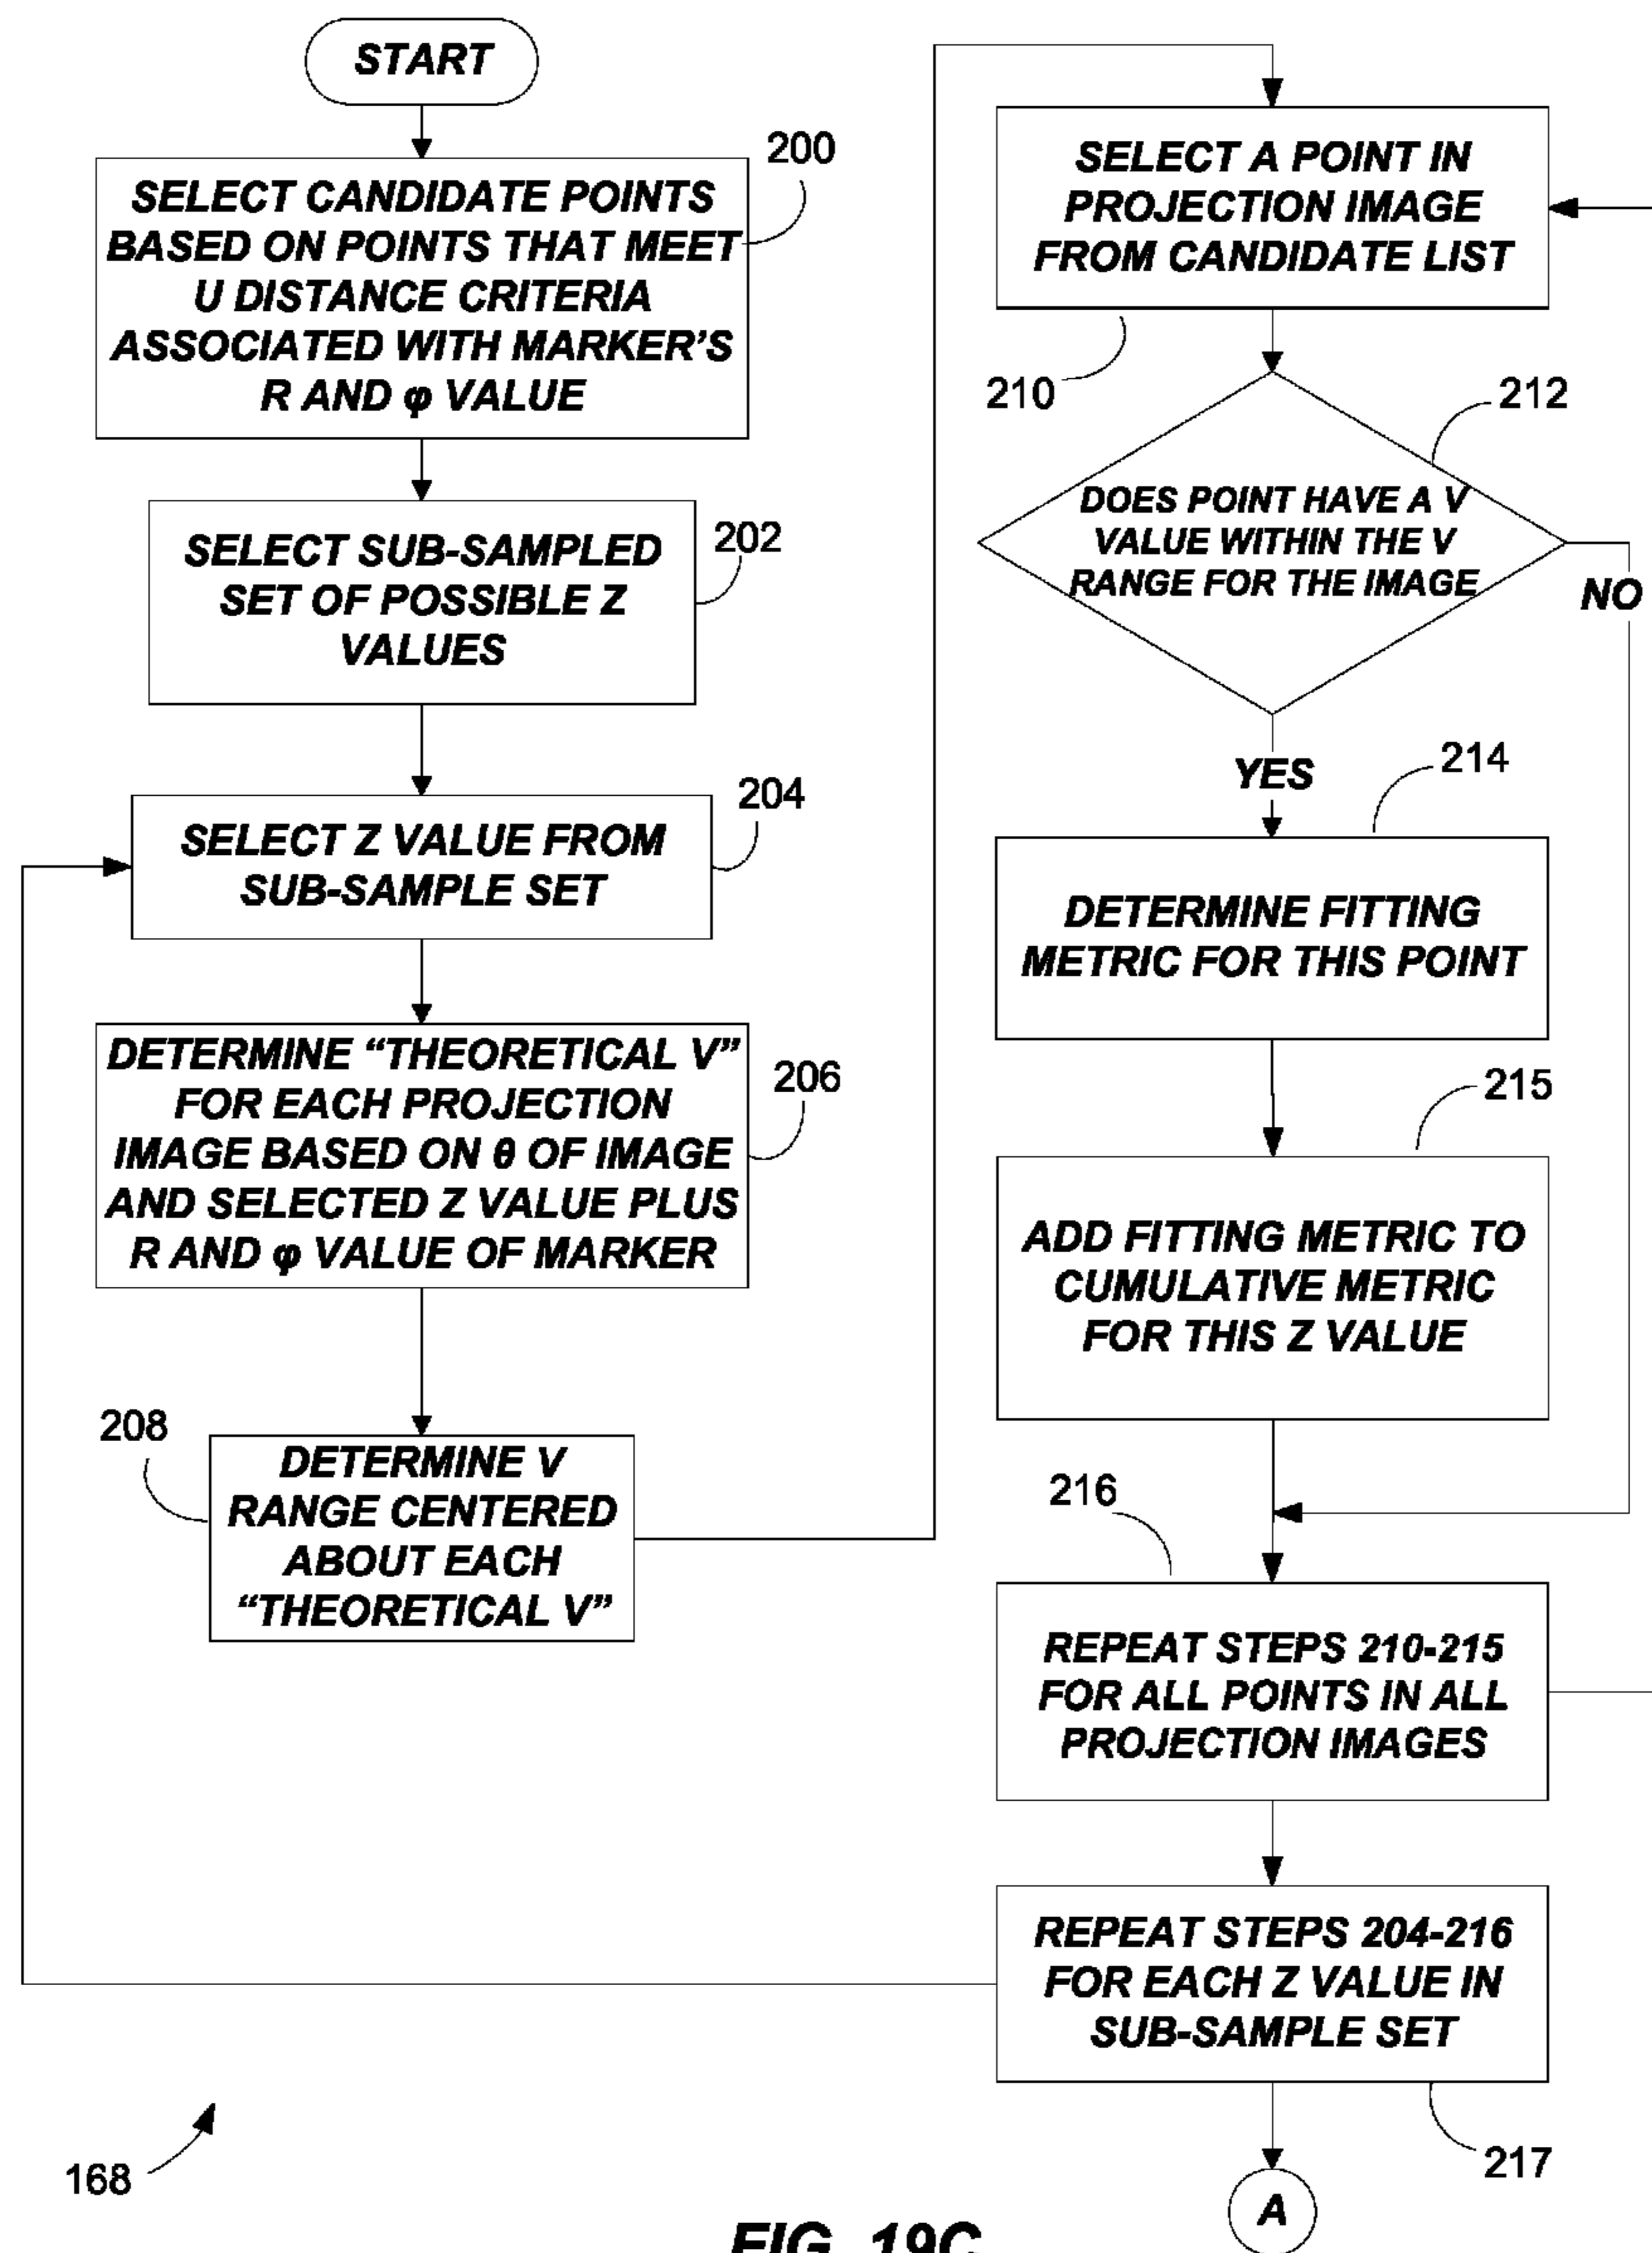 START
200
SELECT CANDIDATE POINTS
BASED ON POINTS THAT MEET
U DISTANCE CRITERIA
ASSOCIATED WITH MARKER'S
R AND φ VALUE
202
SELECT SUB-SAMPLED
SET OF POSSIBLE Z
VALUES
204
SELECT Z VALUE FROM
SUB-SAMPLE SET
206
DETERMINE “THEORETICAL V”
FOR EACH PROJECTION
IMAGE BASED ON θ OF IMAGE
AND SELECTED Z VALUE PLUS
R AND φ VALUE OF MARKER
208
DETERMINE V
RANGE CENTERED
ABOUT EACH
“THEORETICAL V”
SELECT A POINT IN
PROJECTION IMAGE
FROM CANDIDATE LIST
210
212
DOES POINT HAVE A V
VALUE WITHIN THE V
RANGE FOR THE IMAGE
NO
YES
214
DETERMINE FITTING
METRIC FOR THIS POINT
215
ADD FITTING METRIC TO
CUMULATIVE METRIC
FOR THIS Z VALUE
216
REPEAT STEPS 210-215
FOR ALL POINTS IN ALL
PROJECTION IMAGES
REPEAT STEPS 204-216
FOR EACH Z VALUE IN
SUB-SAMPLE SET
217
A
168
FIG. 19C